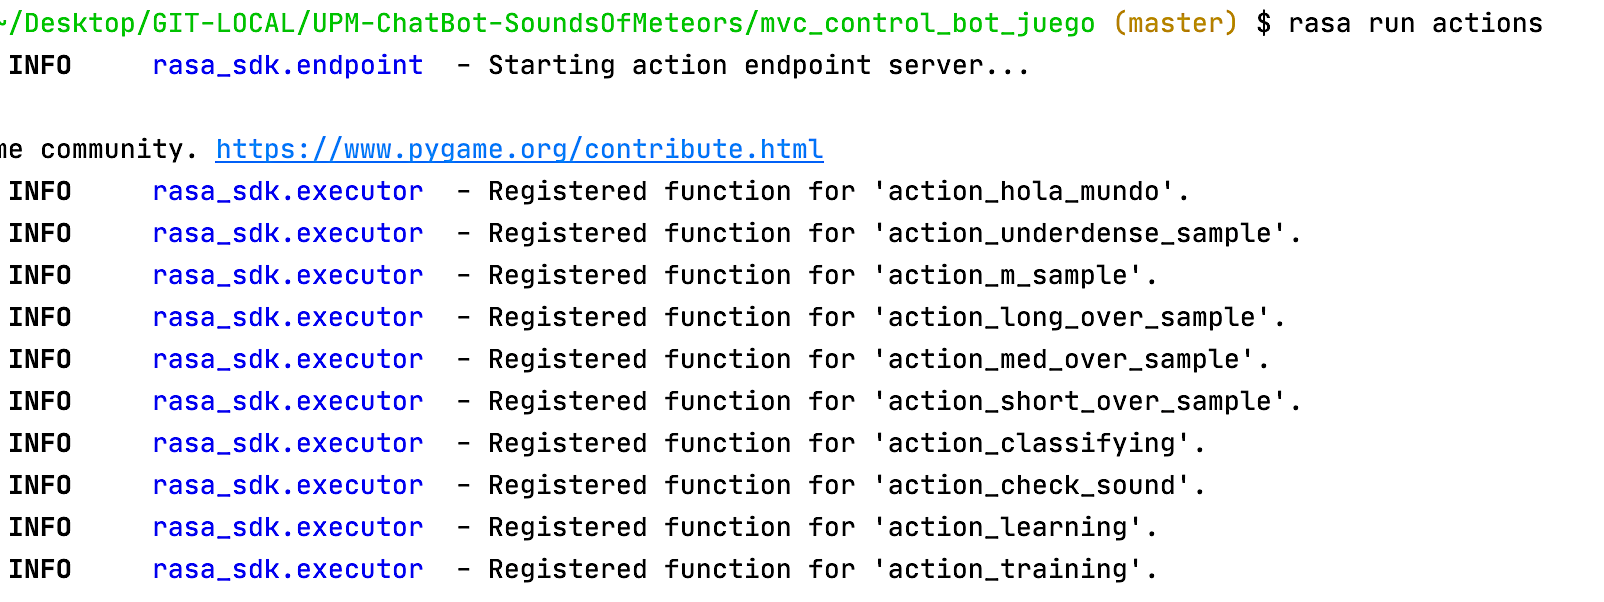 ~/Desktop/GIT-LOCAL/UPM-ChatBot-SoundsOfMeteors/mvc_control_bot_juego (master) $ rasa run actions
INFO rasa_sdk.endpoint - Starting action endpoint server...
me community. https://www.pygame.org/contribute.html
INFO rasa_sdk.executor - Registered function for 'action_hola_mundo'.
INFO rasa_sdk.executor - Registered function for 'action_underdense_sample'.
INFO rasa_sdk.executor - Registered function for 'action_m_sample'.
INFO rasa_sdk.executor - Registered function for 'action_long_over_sample'.
INFO rasa_sdk.executor - Registered function for 'action_med_over_sample'.
INFO rasa_sdk.executor - Registered function for 'action_short_over_sample'.
INFO rasa_sdk.executor - Registered function for 'action_classifying'.
INFO rasa_sdk.executor - Registered function for 'action_check_sound'.
INFO rasa_sdk.executor - Registered function for 'action_learning'.
INFO rasa_sdk.executor - Registered function for 'action_training'.